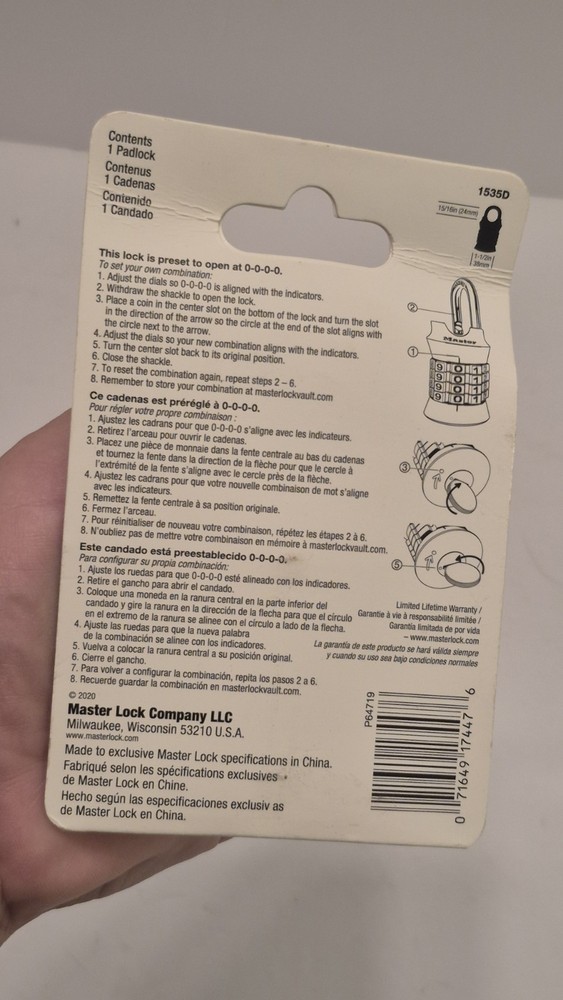 Contents
1 Padlock
Contenus
1 Cadenas
Contenido
1 Candado
1535D
15/16in (24mm)
1-1/2in
38mm
This lock is preset to open at 0-0-0-0.
To set your own combination:
1. Adjust the dials so 0-0-0-0 is aligned with the indicators.
2. Withdraw the shackle to open the lock.
3. Place a coin in the center slot on the bottom of the lock and turn the slot
in the direction of the arrow so the circle at the end of the slot aligns with
the circle next to the arrow.
4. Adjust the dials so your new combination aligns with the indicators.
5. Turn the center slot back to its original position.
6. Close the shackle.
7. To reset the combination again, repeat steps 2 – 6.
8. Remember to store your combination at masterlockvault.com
Ce cadenas est préréglé à 0-0-0-0.
Pour régler votre propre combinaison :
1. Ajustez les cadrans pour que 0-0-0-0 s'aligne avec les indicateurs.
2. Retirez l'arceau pour ouvrir le cadenas.
3. Placez une pièce de monnaie dans la fente centrale au bas du cadenas
et tournez la fente dans la direction de la flèche pour que le cercle à
l'extrémité de la fente s'aligne avec le cercle près de la flèche.
4. Ajustez les cadrans pour que votre nouvelle combinaison de mot s'aligne
avec les indicateurs.
5. Remettez la fente centrale à sa position originale.
6. Fermez l'arceau.
7. Pour réinitialiser de nouveau votre combinaison, répétez les étapes 2 à 6.
8. N'oubliez pas de mettre votre combinaison en mémoire à masterlockvault.com.
Este candado está preestablecido 0-0-0-0.
Para configurar su propia combinación:
1. Ajuste los ruedas para que 0-0-0-0 esté alineado con los indicadores.
2. Retire el gancho para abrir el candado.
3. Coloque una moneda en la ranura central en la parte inferior del
candado y gire la ranura en la dirección de la flecha para que el círculo
en el extremo de la ranura se alinee con el círculo a lado de la flecha.
4. Ajuste las ruedas para que la nueva palabra
de la combinación se alinee con los indicadores.
5. Vuelva a colocar la ranura central a su posición original.
6. Cierre el gancho.
7. Para volver a configurar la combinación, repita los pasos 2 a 6.
8. Recuerde guardar la combinación en masterlockvault.com.
2
Master
1
9 0 1
9 0 1
9 0 1
9 0 1
3
5
Limited Lifetime Warranty /
Garantie à vie à responsabilité limitée /
Garantía limitada de por vida
– www.masterlock.com
La garantía de este producto se hará válida siempre
y cuando su uso sea bajo condiciones normales
© 2020
Master Lock Company LLC
Milwaukee, Wisconsin 53210 U.S.A.
www.masterlock.com
Made to exclusive Master Lock specifications in China.
Fabriqué selon les spécifications exclusives
de Master Lock en Chine.
Hecho según las especificaciones exclusiv as
de Master Lock en China.
P64719
0 71649 17447 6